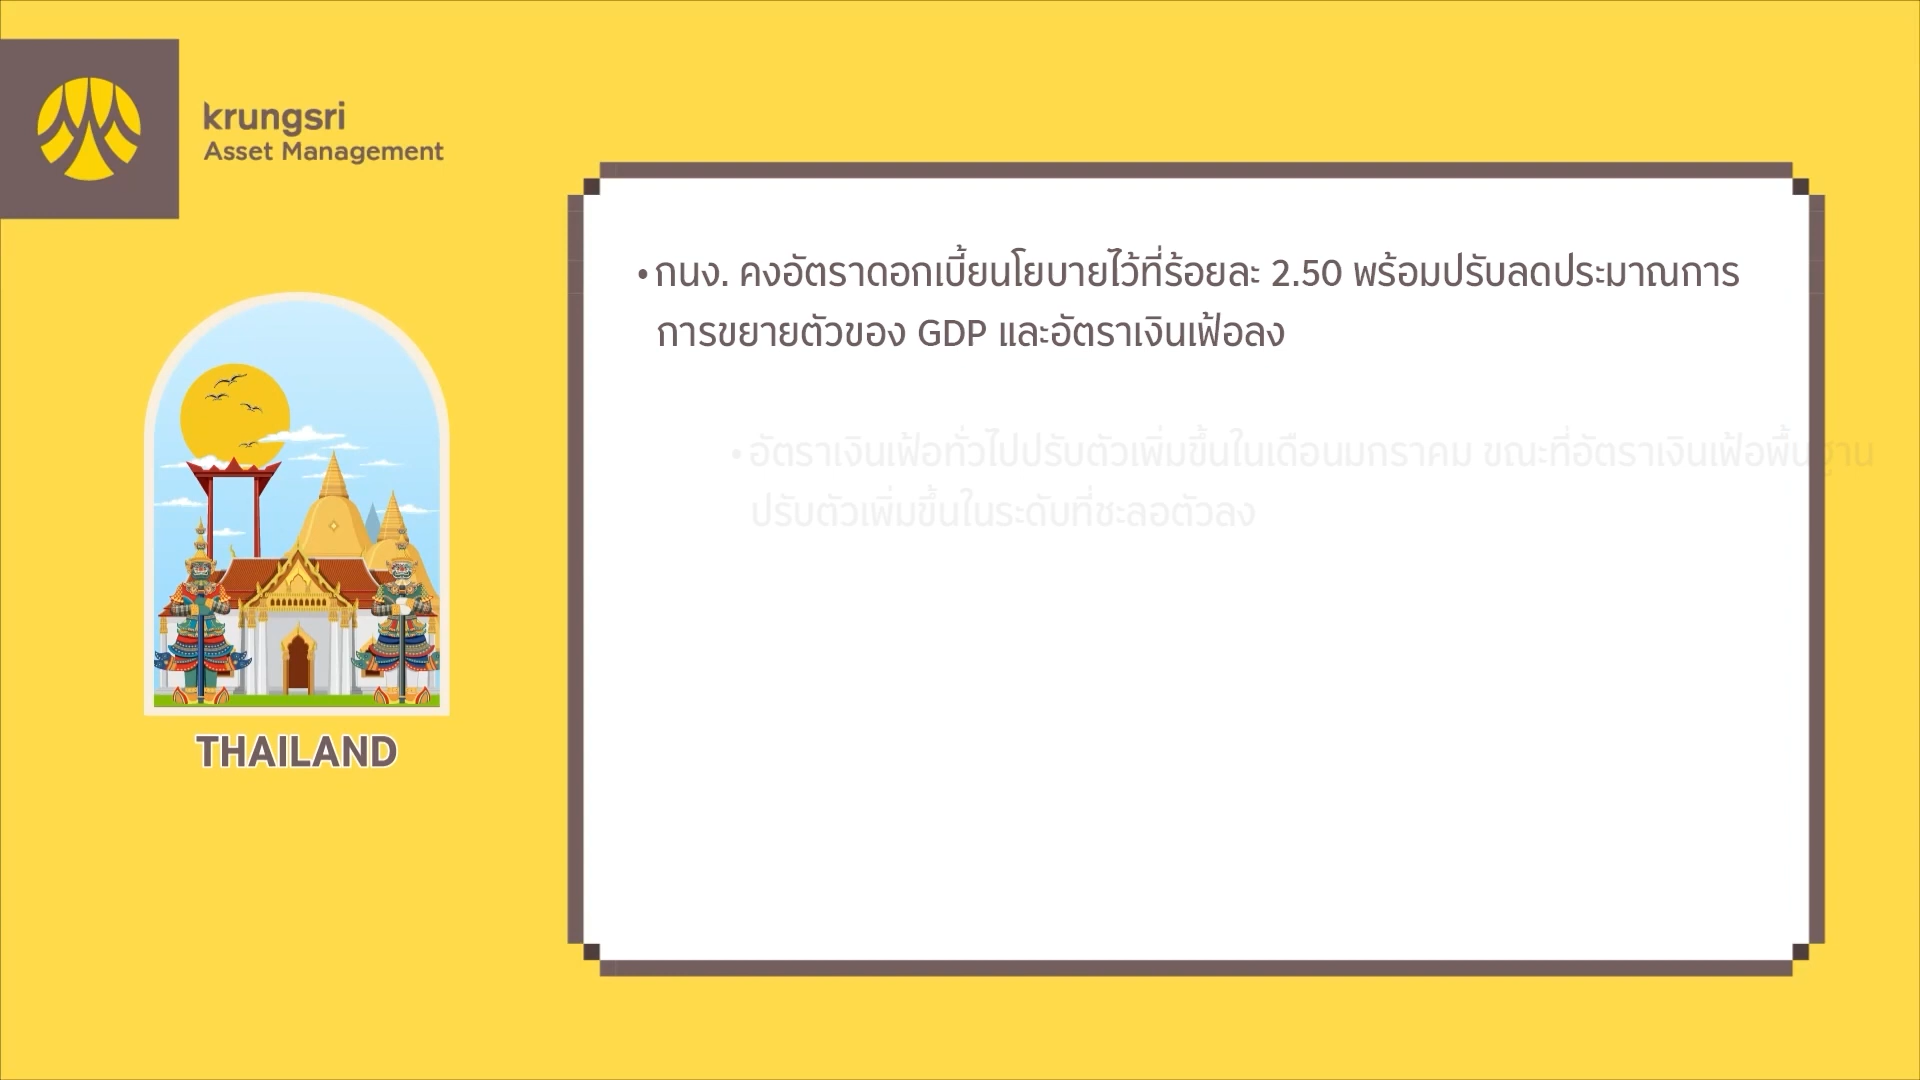 krungsri
Asset Management
•กนง. คงอัตราดอกเบี้ยนโยบายไว้ที่ร้อยละ 2.50 พร้อมปรับลดประมาณการ
การขยายตัวของ GDP และอัตราเงินเฟ้อลง
•อัตราเงินเฟ้อทั่วไปปรับตัวเพิ่มขึ้นในเดือนมกราคม ขณะที่อัตราเงินเฟ้อพื้นฐาน
ปรับตัวเพิ่มขึ้นในระดับที่ชะลอตัวลง
THAILAND